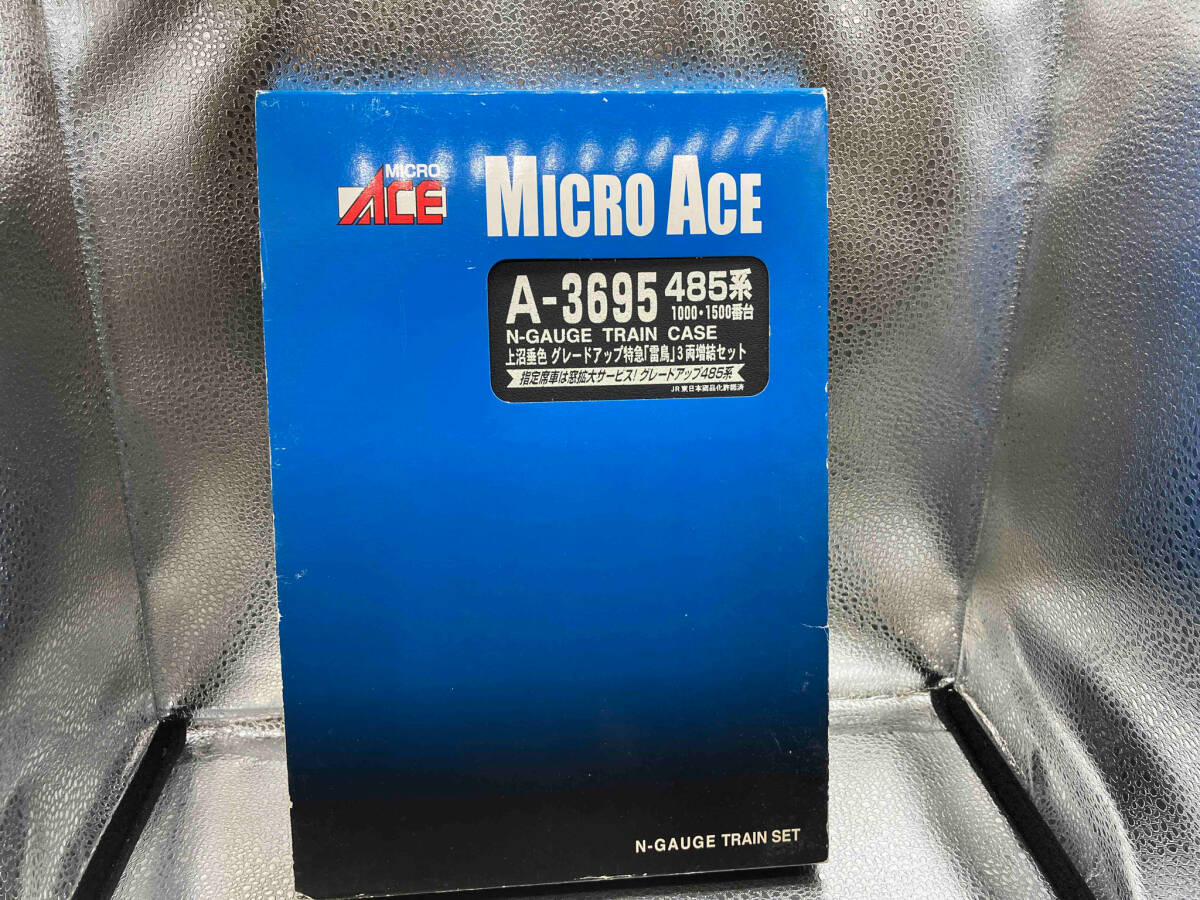 MICRO
ACE
MICRO ACE
A-3695 485系
1000・1500番台
N-GAUGE TRAIN CASE
上沼垂色 グレードアップ特急「雷鳥」3両増結セット
指定席車は窓拡大サービス!グレートアップ485系
JR東日本商品化許諾済
N-GAUGE TRAIN SET